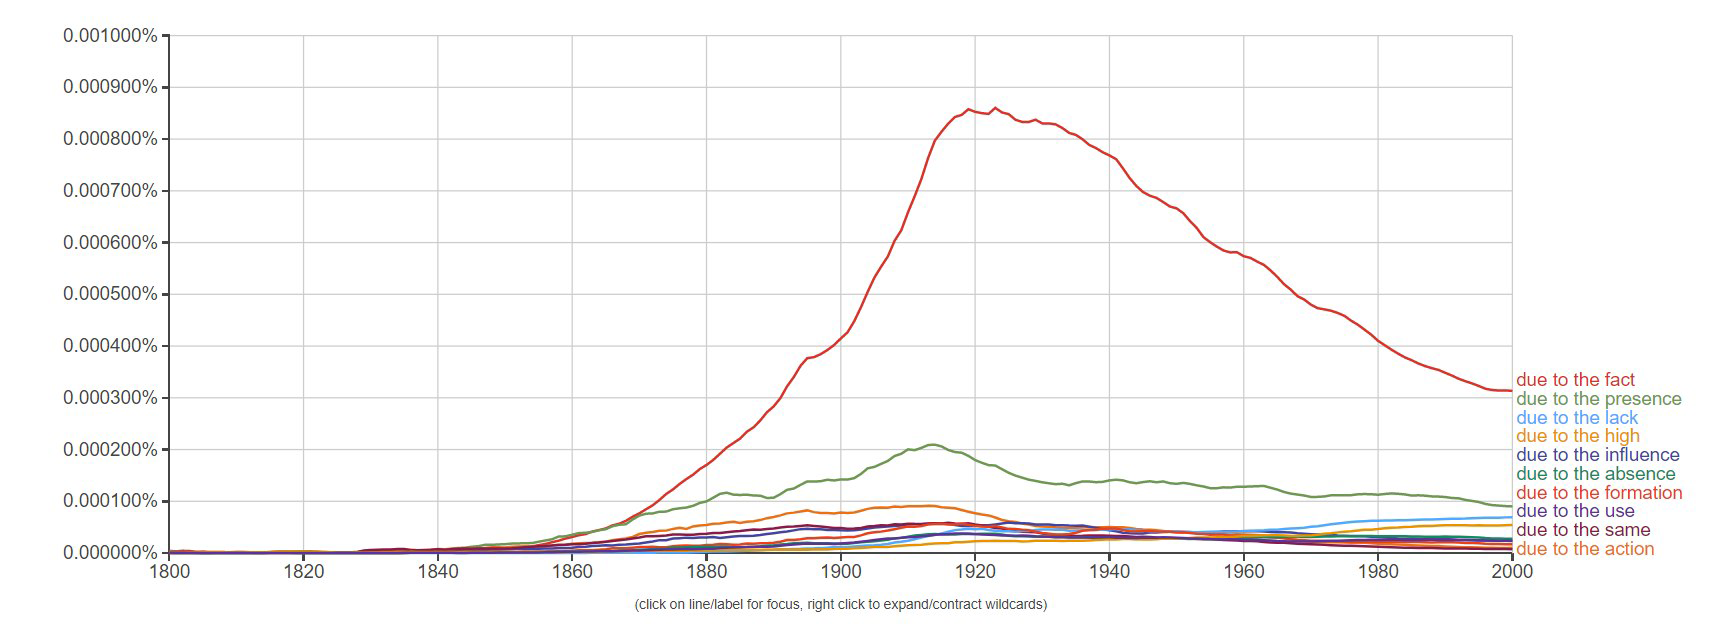 0.001000%
0.000900%
0.000800%
0.000700%
0.000600%
0.000500%
0.000400%
0.000300%
0.000200%
0.000100%
0.000000%
1800 1820 1840 1860 1880 1900 1920 1940 1960 1980 2000
due to the fact
due to the presence
due to the lack
due to the high
due to the influence
due to the absence
due to the formation
due to the use
due to the same
due to the action
(click on line/label for focus, right click to expand/contract wildcards)